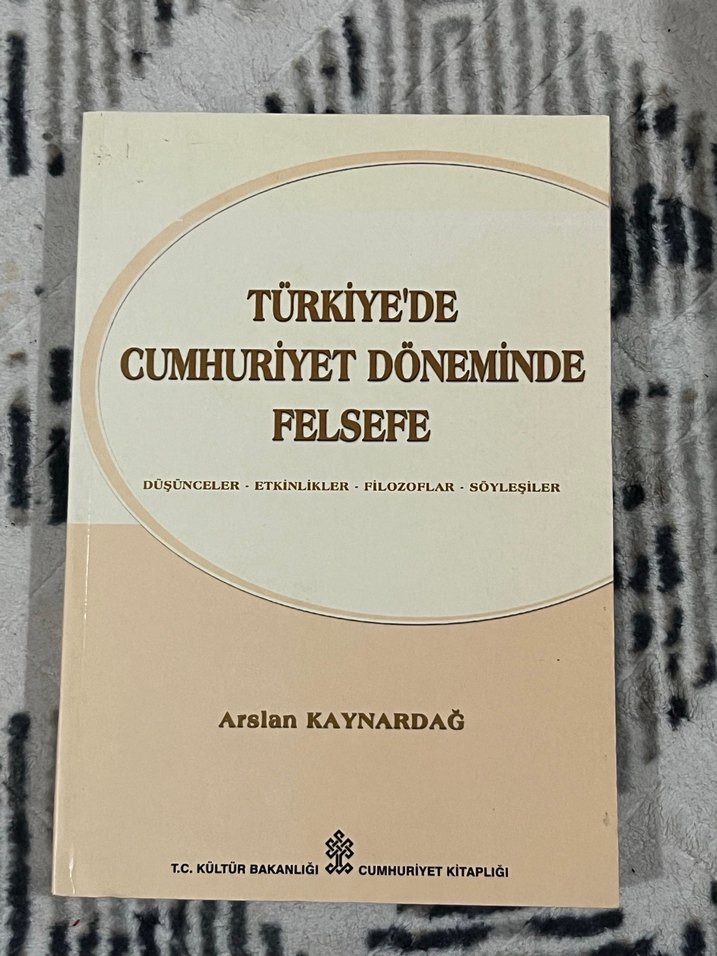 TÜRKİYE'DE
CUMHURİYET DÖNEMİNDE
FELSEFE
DÜŞÜNCELER - ETKİNLİKLER - FİLOZOFLAR - SÖYLEŞİLER
Arslan KAYNARDAĞ
T.C. KÜLTÜR BAKANLIĞI CUMHURİYET KİTAPLIĞI